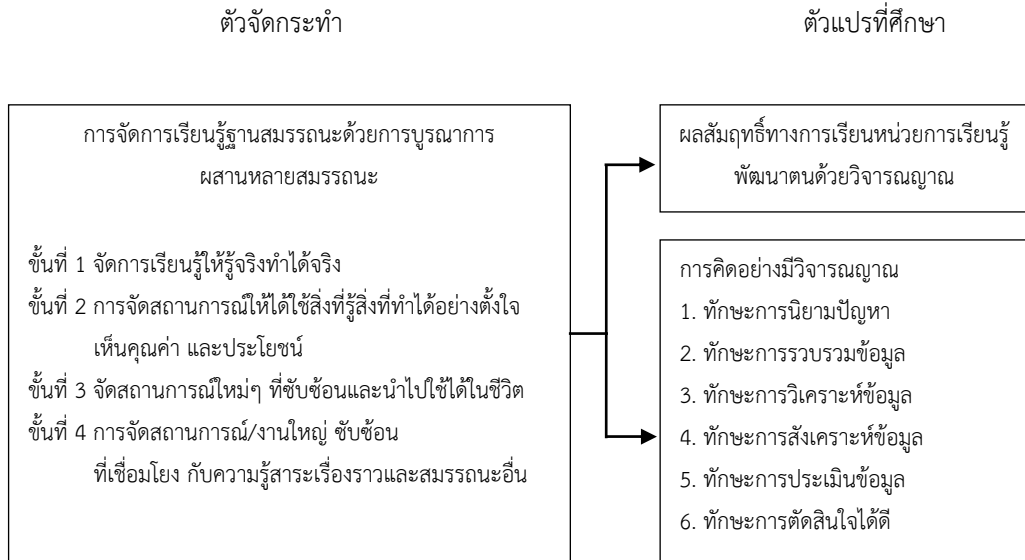 ตัวจัดกระทำ
ตัวแปรที่ศึกษา
การจัดการเรียนรู้ฐานสมรรถนะด้วยการบูรณาการ
ผสานหลายสมรรถนะ
ขั้นที่ 1 จัดการเรียนรู้ให้รู้จริงทำได้จริง
ขั้นที่ 2 การจัดสถานการณ์ให้ได้ใช้สิ่งที่รู้สิ่งที่ทำได้อย่างตั้งใจ
เห็นคุณค่า และประโยชน์
ขั้นที่ 3 จัดสถานการณ์ใหม่ๆ ที่ซับซ้อนและนำไปใช้ได้ในชีวิต
ขั้นที่ 4 การจัดสถานการณ์/งานใหญ่ ซับซ้อน
ที่เชื่อมโยง กับความรู้สาระเรื่องราวและสมรรถนะอื่น
ผลสัมฤทธิ์ทางการเรียนหน่วยการเรียนรู้
พัฒนาตนด้วยวิจารณญาณ
การคิดอย่างมีวิจารณญาณ
1. ทักษะการนิยามปัญหา
2. ทักษะการรวบรวมข้อมูล
3. ทักษะการวิเคราะห์ข้อมูล
4. ทักษะการสังเคราะห์ข้อมูล
5. ทักษะการประเมินข้อมูล
6. ทักษะการตัดสินใจได้ดี